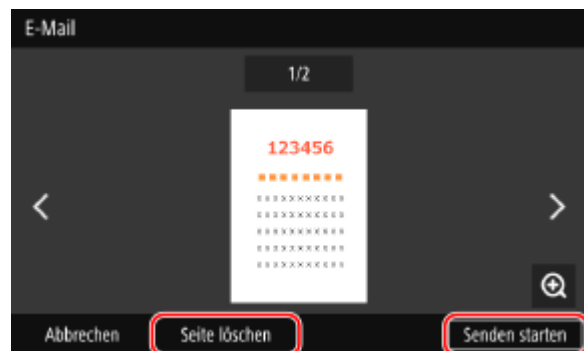 E-Mail
1/2
123456
Abbrechen
Seite löschen
Senden starten